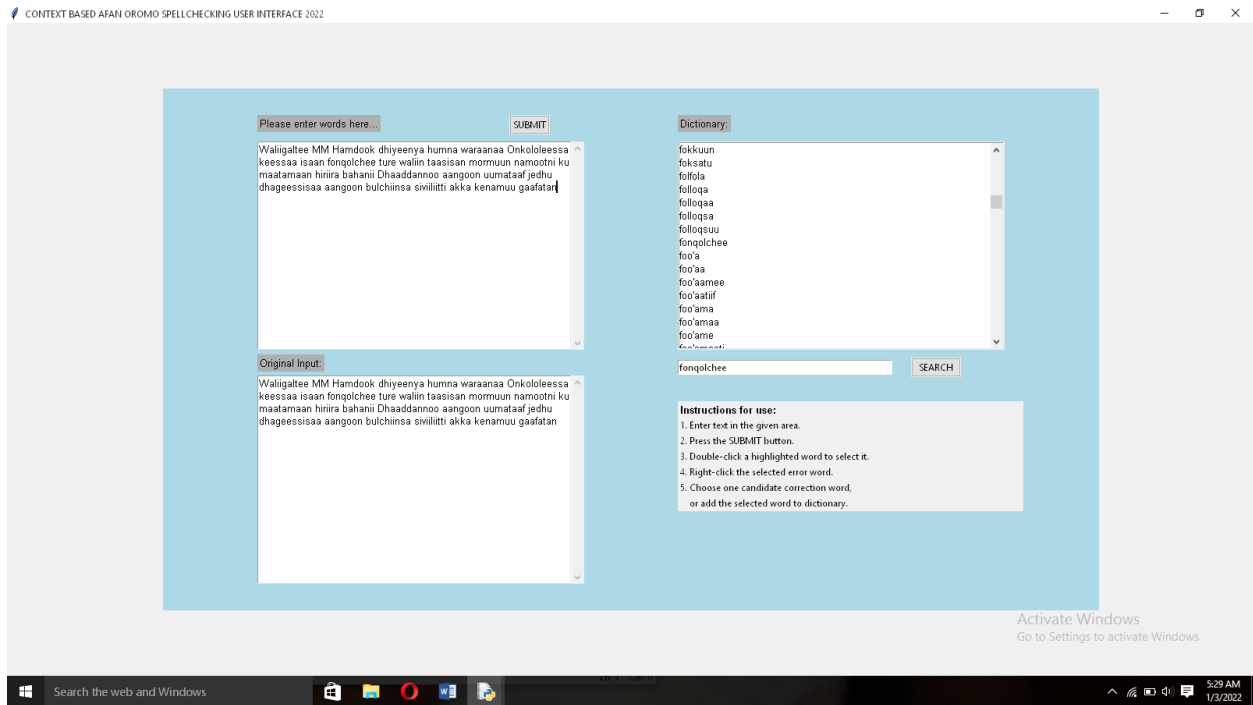 CONTEXT BASED AFAN OROMO SPELLCHECKING USER INTERFACE 2022
Please enter words here...
SUBMIT
Waliigaltee MM Hamdook dhiyeenya humna waraanaa Onkololeessa
keessaa isaan fonqolchee ture waliin taasisan mormuun namootni ku
maatamaan hiriira bahanii Dhaaddannoo aangoon uumataaf jedhu
dhageessisaa aangoon bulchiinsa siviiliitti akka kenamuu gaafatan
Original Input:
Waliigaltee MM Hamdook dhiyeenya humna waraanaa Onkololeessa
keessaa isaan fonqolchee ture waliin taasisan mormuun namootni ku
maatamaan hiriira bahanii Dhaaddannoo aangoon uumataaf jedhu
dhageessisaa aangoon bulchiinsa siviiliitti akka kenamuu gaafatan
Dictionary:
fokkuun
foksatu
folfola
folloqa
folloqaa
folloqsa
folloqsuu
fonqolchee
foo'a
foo'aa
foo'aamee
foo'aatiif
foo'ama
foo'amaa
foo'ame
fonqolchee
SEARCH
Instructions for use:
1. Enter text in the given area.
2. Press the SUBMIT button.
3. Double-click a highlighted word to select it.
4. Right-click the selected error word.
5. Choose one candidate correction word,
or add the selected word to dictionary.
Activate Windows
Go to Settings to activate Windows.
Search the web and Windows
5:29 AM
1/3/2022